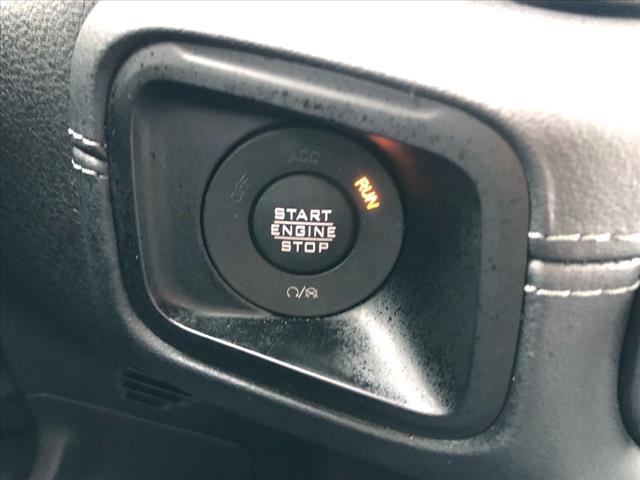 ACC
OFF
RUN
START
ENGINE
STOP